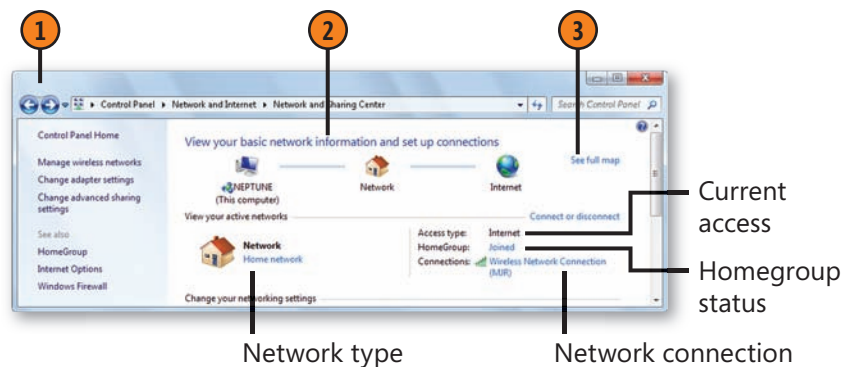 1 2 3
Control Panel ▸ Network and Internet ▸ Network and Sharing Center
Search Control Panel
Control Panel Home
Manage wireless networks
Change adapter settings
Change advanced sharing
settings
See also
HomeGroup
Internet Options
Windows Firewall
View your basic network information and set up connections
See full map
NEPTUNE
(This computer)
Network
Internet
View your active networks
Connect or disconnect
Network
Home network
Access type: Internet
HomeGroup: Joined
Connections: Wireless Network Connection
(MJR)
Change your networking settings
Current
access
Homegroup
status
Network type
Network connection